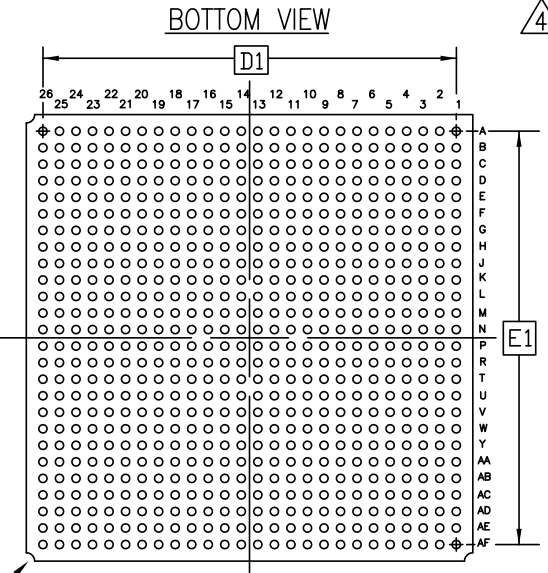 BOTTOM VIEW
4
D1
26 24 22 20 18 16 14 12 10 8 6 4 2
25 23 21 19 17 15 13 11 9 7 5 3 1
A
B
C
D
E
F
G
H
J
K
L
M
N
P
E1
R
T
U
V
W
Y
AA
AB
AC
AD
AE
AF